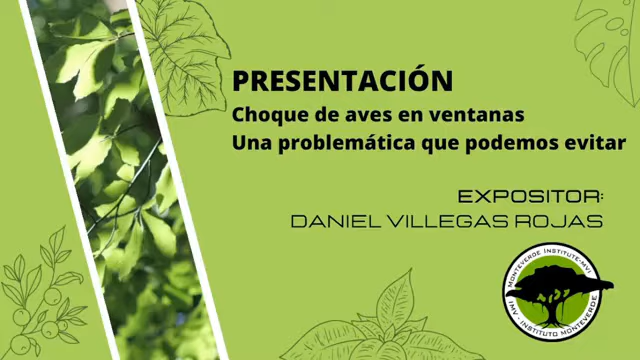 PRESENTACIÓN
Choque de aves en ventanas
Una problemática que podemos evitar
EXPOSITOR:
DANIEL VILLEGAS ROJAS
MONTEVERDE INSTITUTE-MVI
IMV - INSTITUTO MONTEVERDE